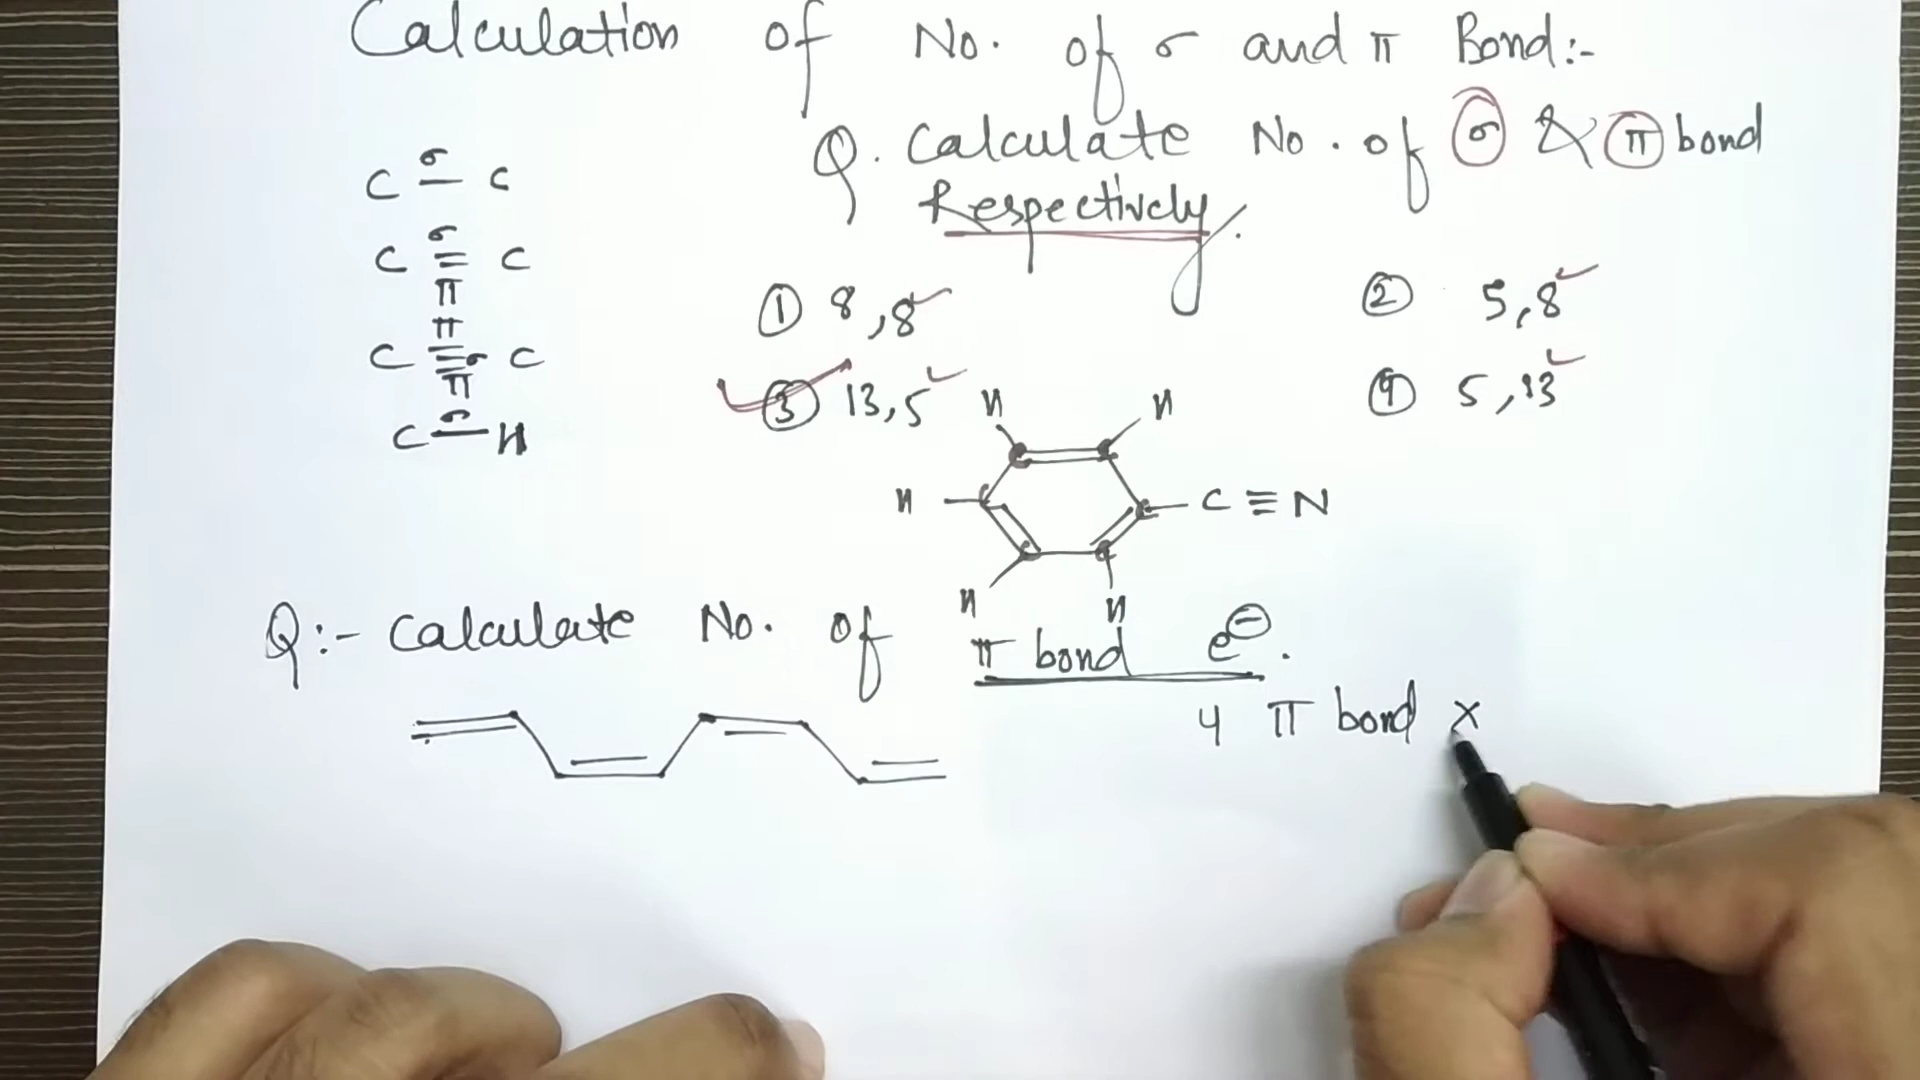 Calculation of No. of σ and π Bond:-
Q. Calculate No. of σ & π bond
Respectively.
C σ — C
C σ = π C
C π ≡ σ π C
C σ — H
① 8,8 ✓
② 5,8 ✓
✓ ③ 13,5 ✓
④ 5,13 ✓
H H
H C ≡ N
H H
Q:- Calculate No. of π bond e⊖.
4 π bond ×